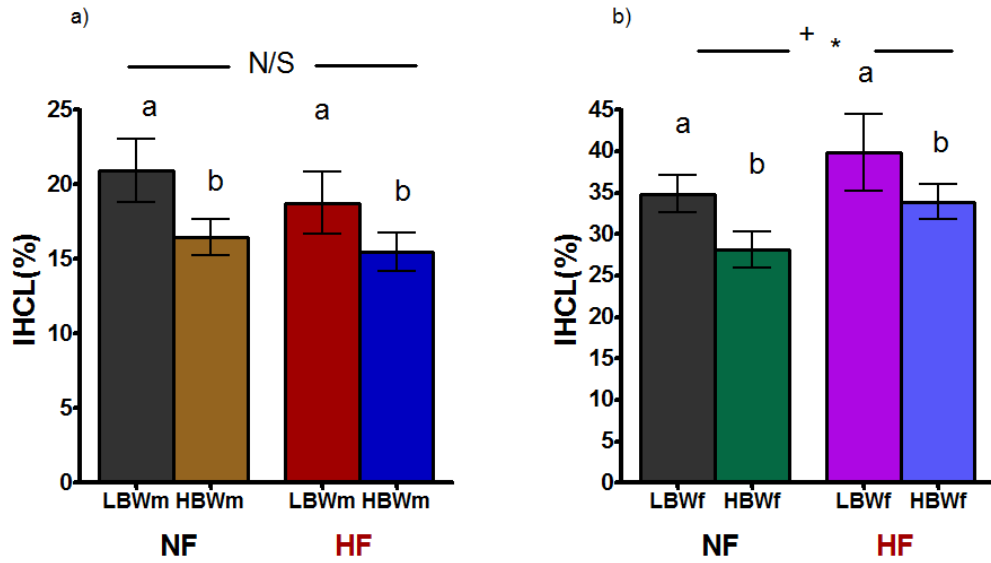 a)
N/S
a
b
a
b
IHCL(%)
25
20
15
10
5
0
LBWm HBWm LBWm HBWm
NF HF
b)
+ *
a
b
a
b
IHCL(%)
45
40
35
30
25
20
15
10
5
0
LBWf HBWf LBWf HBWf
NF HF